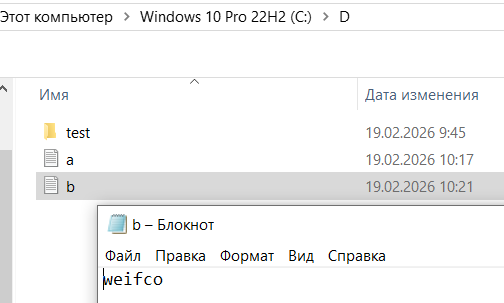 Этот компьютер > Windows 10 Pro 22H2 (C:) > D
Имя Дата изменения
test 19.02.2026 9:45
a 19.02.2026 10:17
b 19.02.2026 10:21
b – Блокнот
Файл Правка Формат Вид Справка
weifco